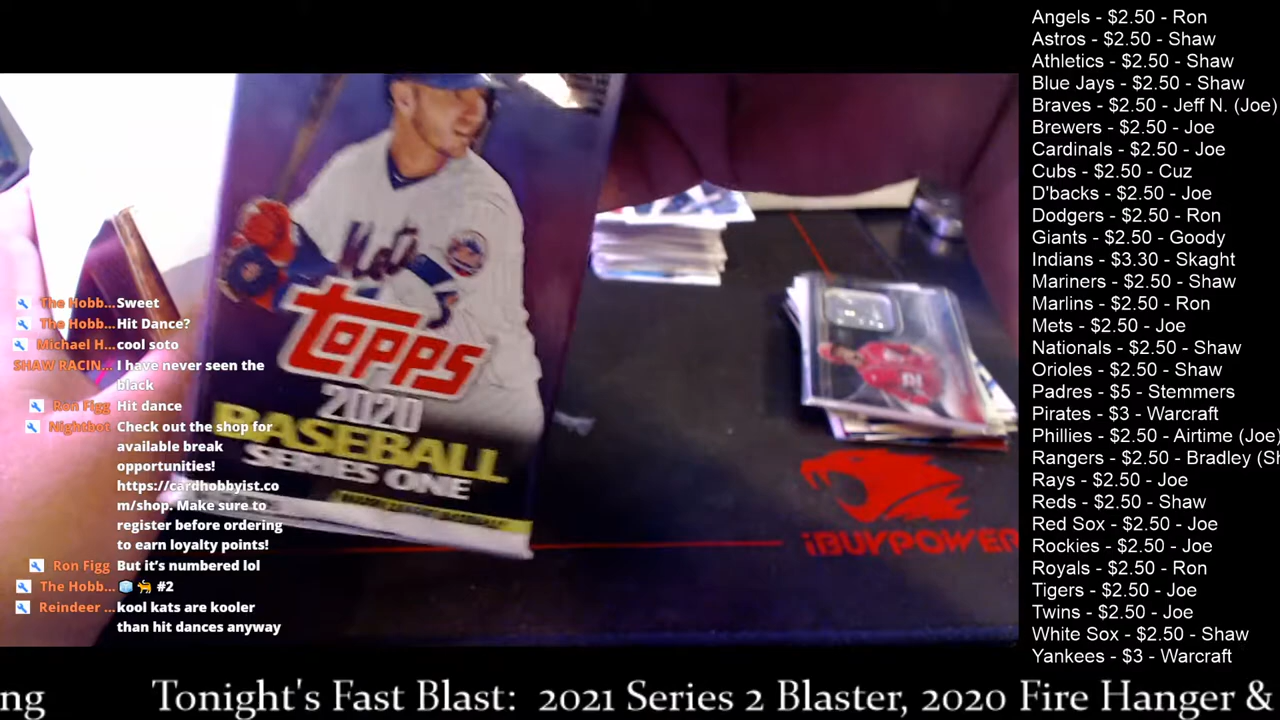 Angels - $2.50 - Ron
Astros - $2.50 - Shaw
Athletics - $2.50 - Shaw
Blue Jays - $2.50 - Shaw
Braves - $2.50 - Jeff N. (Joe)
Brewers - $2.50 - Joe
Cardinals - $2.50 - Joe
Cubs - $2.50 - Cuz
D'backs - $2.50 - Joe
Dodgers - $2.50 - Ron
Giants - $2.50 - Goody
Indians - $3.30 - Skaght
Mariners - $2.50 - Shaw
Marlins - $2.50 - Ron
Mets - $2.50 - Joe
Nationals - $2.50 - Shaw
Orioles - $2.50 - Shaw
Padres - $5 - Stemmers
Pirates - $3 - Warcraft
Phillies - $2.50 - Airtime (Joe)
Rangers - $2.50 - Bradley (Sh
Rays - $2.50 - Joe
Reds - $2.50 - Shaw
Red Sox - $2.50 - Joe
Rockies - $2.50 - Joe
Royals - $2.50 - Ron
Tigers - $2.50 - Joe
Twins - $2.50 - Joe
White Sox - $2.50 - Shaw
Yankees - $3 - Warcraft
Mets
Topps
2020
BASEBALL
SERIES ONE
iBUYPOWER
The Hobb... Sweet
The Hobb... Hit Dance?
Michael H... cool soto
SHAW RACIN... I have never seen the
black
Ron Figg Hit dance
Nightbot Check out the shop for
available break
opportunities!
https://cardhobbyist.co
m/shop. Make sure to
register before ordering
to earn loyalty points!
Ron Figg But it's numbered lol
The Hobb... 🧊 🐈 #2
Reindeer ... kool kats are kooler
than hit dances anyway
ng Tonight's Fast Blast: 2021 Series 2 Blaster, 2020 Fire Hanger &